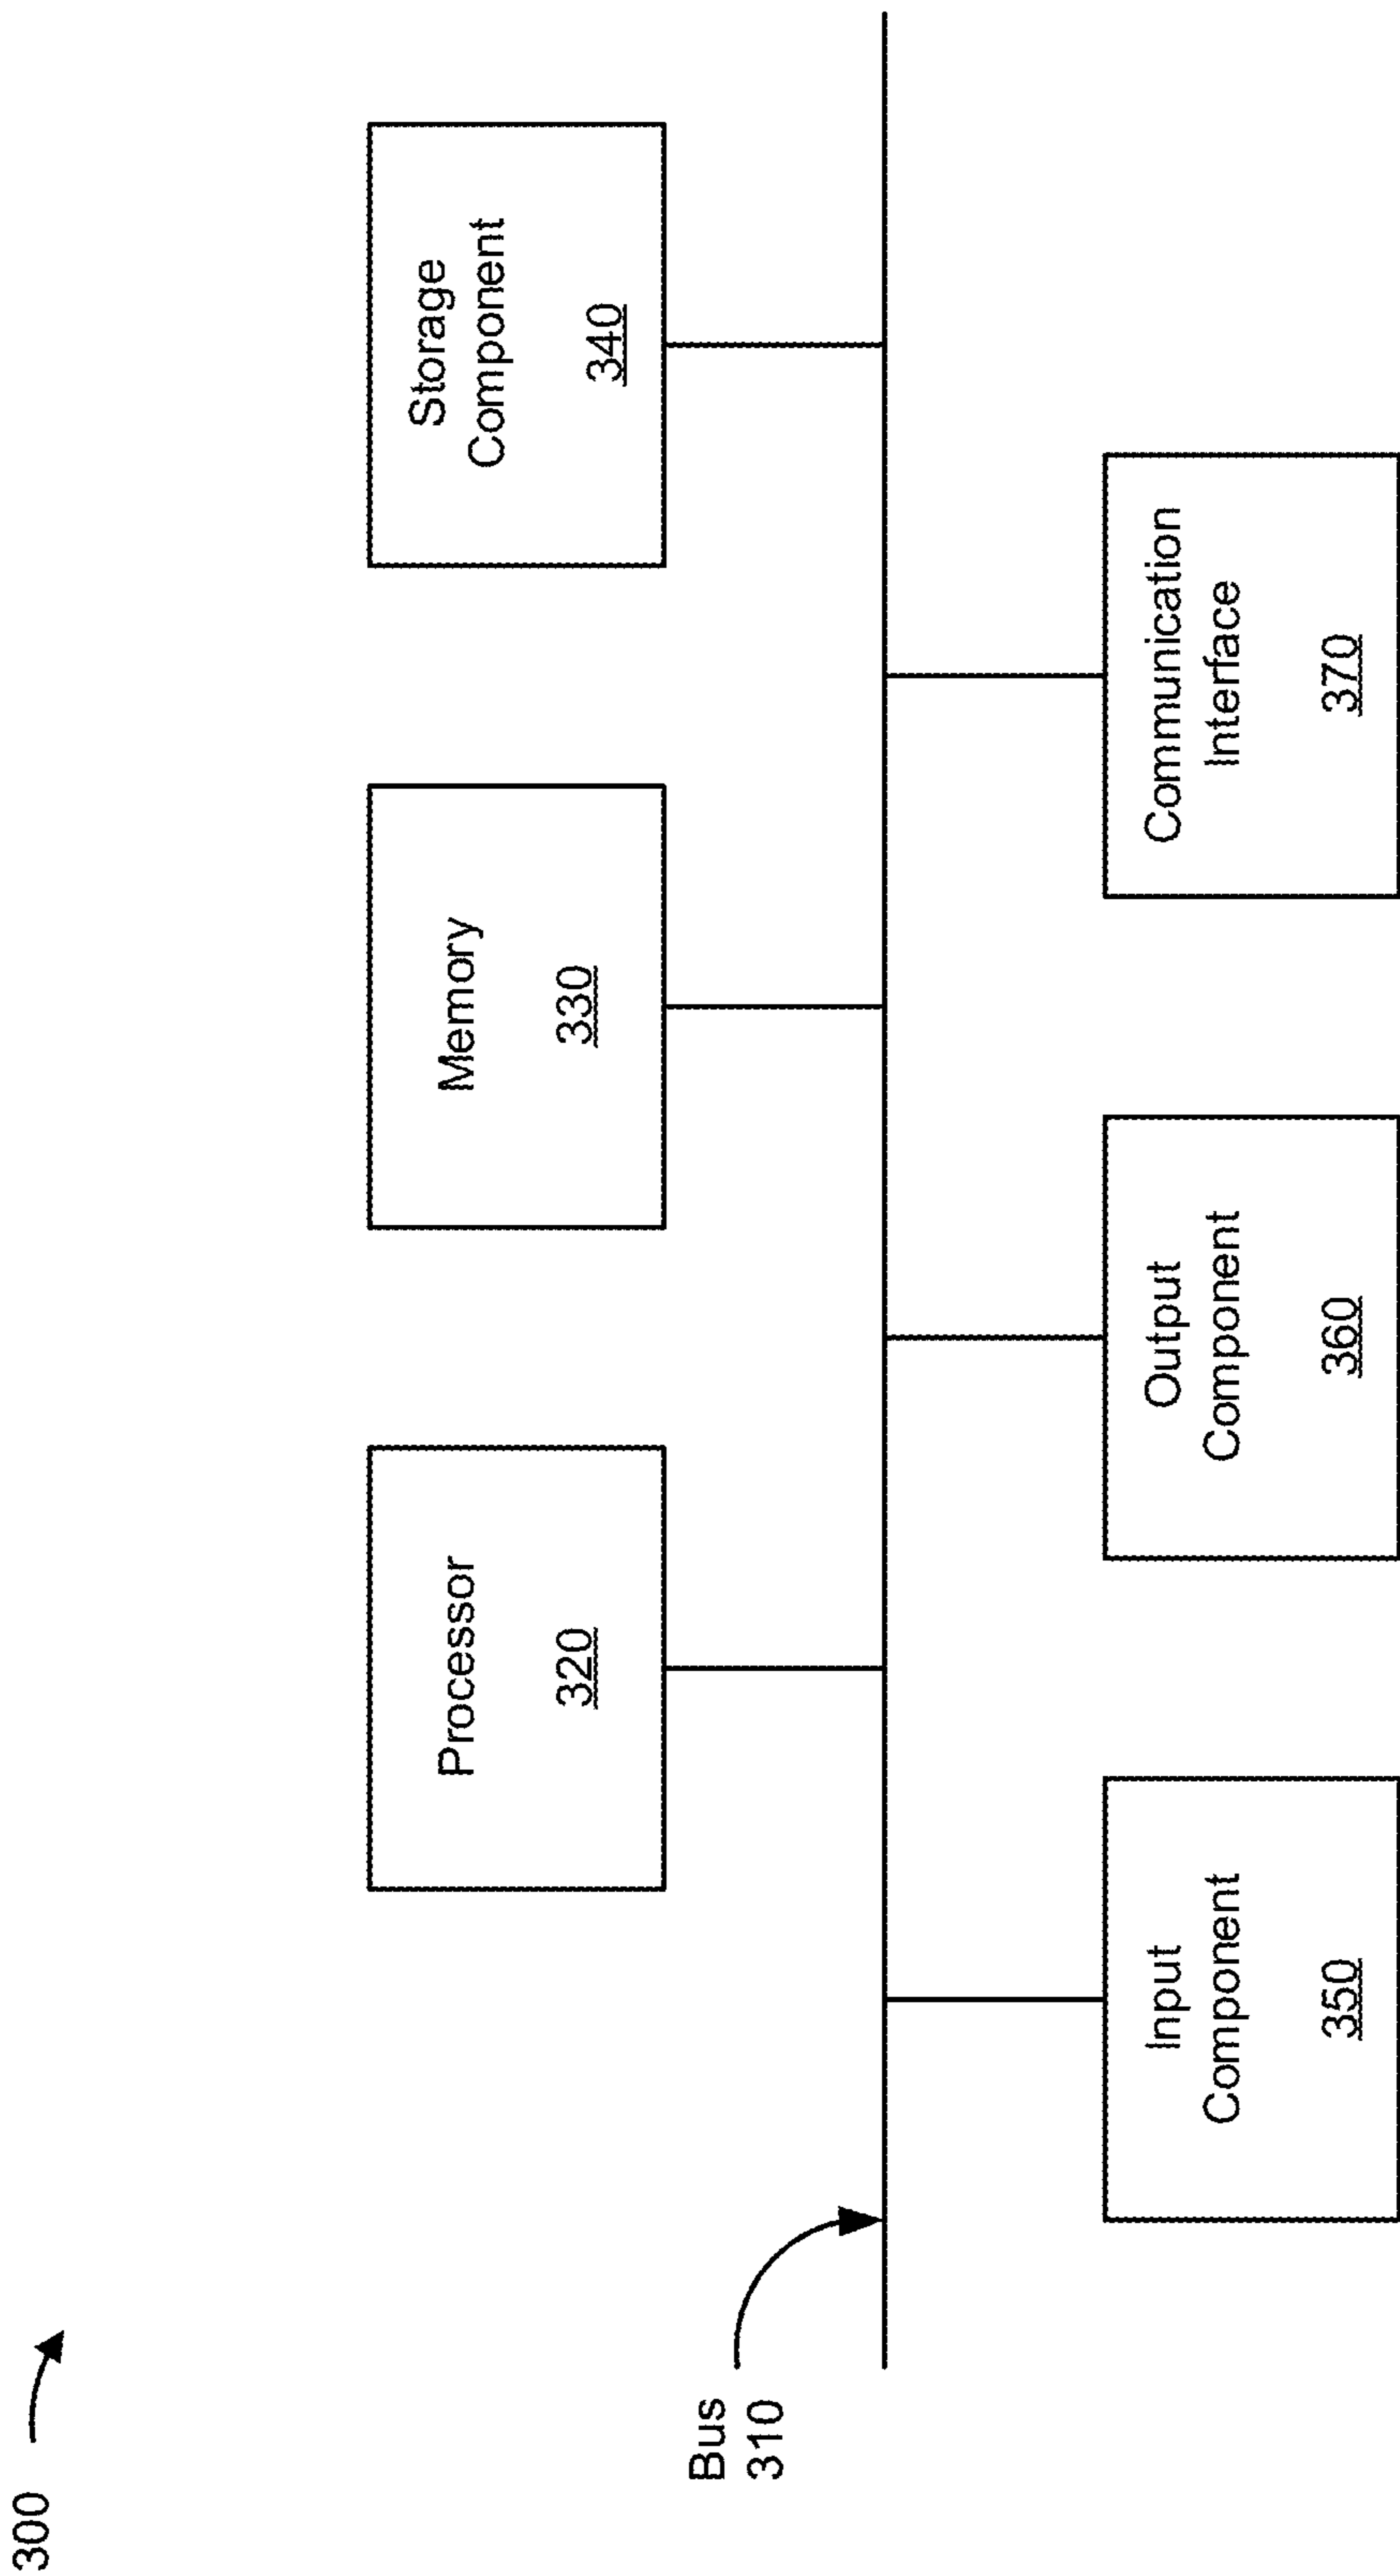 300
Processor
320
Memory
330
Storage
Component
340
Bus
310
Input
Component
350
Output
Component
360
Communication
Interface
370